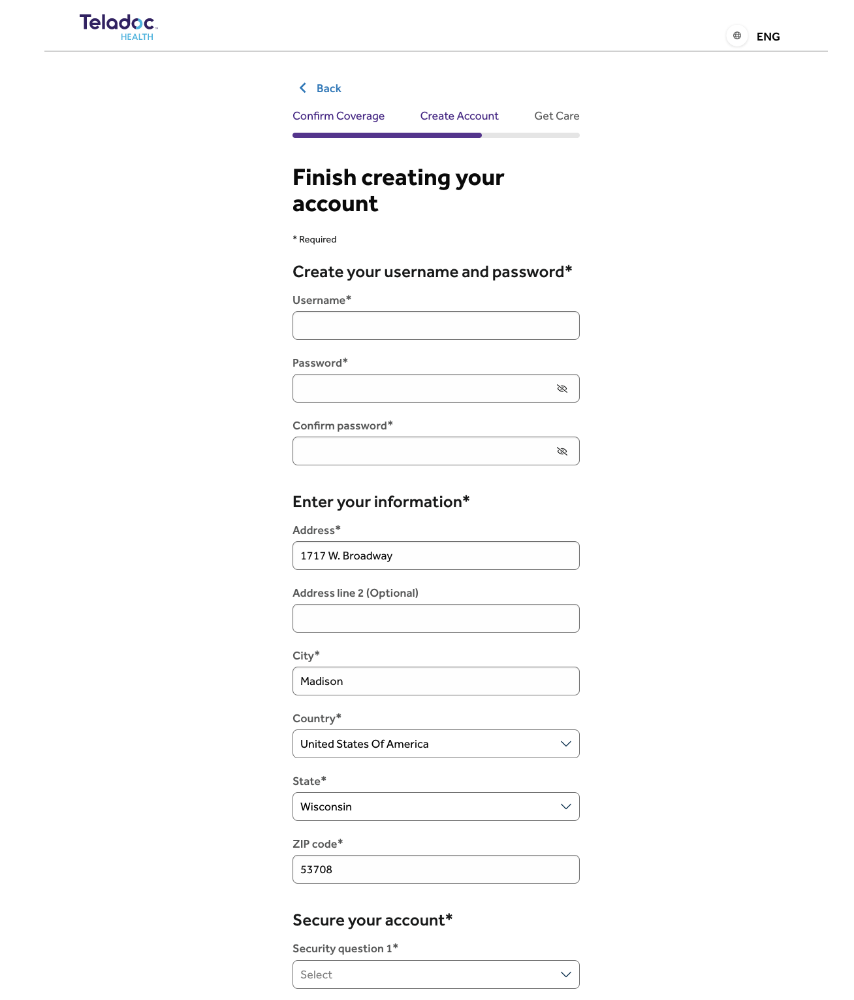 Teladoc
HEALTH
ENG
Back
Confirm Coverage Create Account Get Care
Finish creating your
account
* Required
Create your username and password*
Username*
Password*
Confirm password*
Enter your information*
Address*
1717 W. Broadway
Address line 2 (Optional)
City*
Madison
Country*
United States Of America
State*
Wisconsin
ZIP code*
53708
Secure your account*
Security question 1*
Select